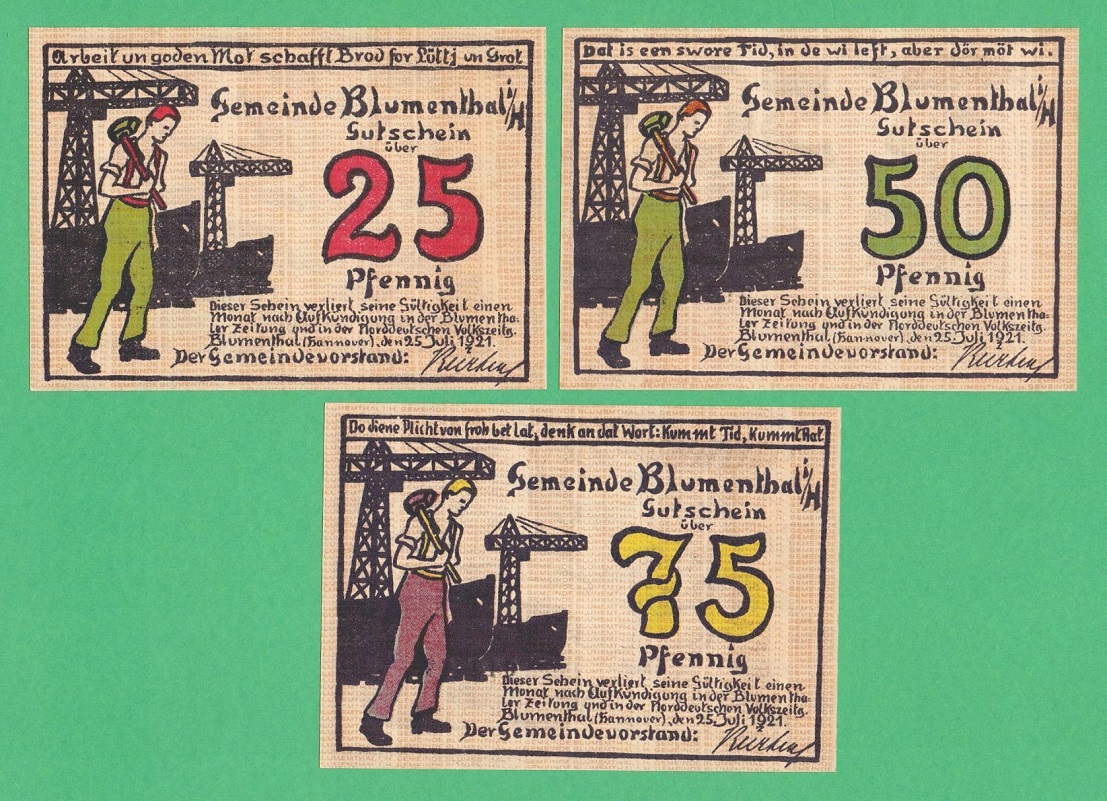 Arbeit un goden Mot schafft Brod for Lüttj un Grot
Gemeinde Blumenthal i/H
Gutschein
über
25
Pfennig
Dieser Schein verliert seine Gültigkeit einen
Monat nach Aufkündigung in der Blumentha-
ler Zeitung und in der Norddeutschen Volkszeitg.
Blumenthal (Hannover), den 25. Juli 1921.
Der Gemeindevorstand:
Dat is een swore Tid, in de wi left, aber dör möt wi.
Gemeinde Blumenthal i/H
Gutschein
über
50
Pfennig
Dieser Schein verliert seine Gültigkeit einen
Monat nach Aufkündigung in der Blumentha-
ler Zeitung und in der Norddeutschen Volkszeitg.
Blumenthal (Hannover), den 25. Juli 1921.
Der Gemeindevorstand:
Do diene Plicht von froh bet lat, denk an dat Wort: Kummt Tid, kummt Rat
Gemeinde Blumenthal i/H
Gutschein
über
75
Pfennig
Dieser Schein verliert seine Gültigkeit einen
Monat nach Aufkündigung in der Blumentha-
ler Zeitung und in der Norddeutschen Volkszeitg.
Blumenthal (Hannover), den 25. Juli 1921.
Der Gemeindevorstand: